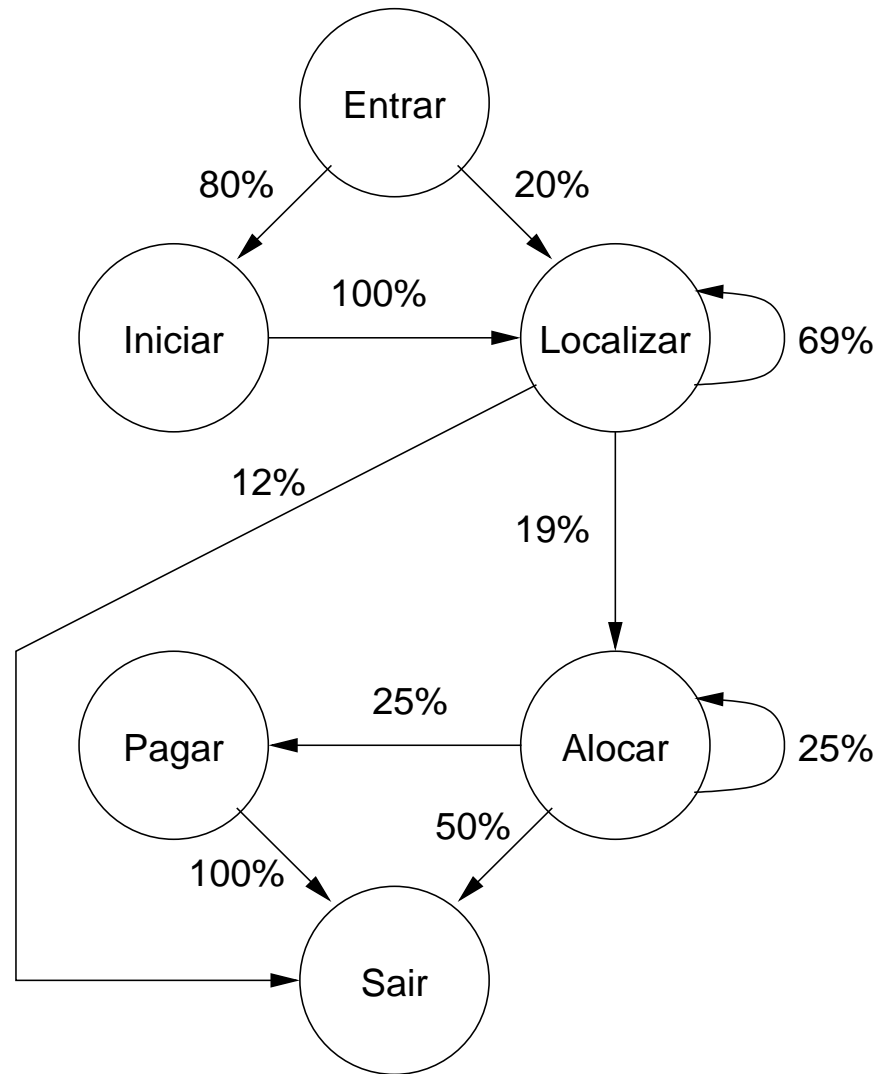 Entrar
80%
20%
100%
Iniciar
Localizar
69%
12%
19%
25%
Pagar
Alocar
25%
50%
100%
Sair